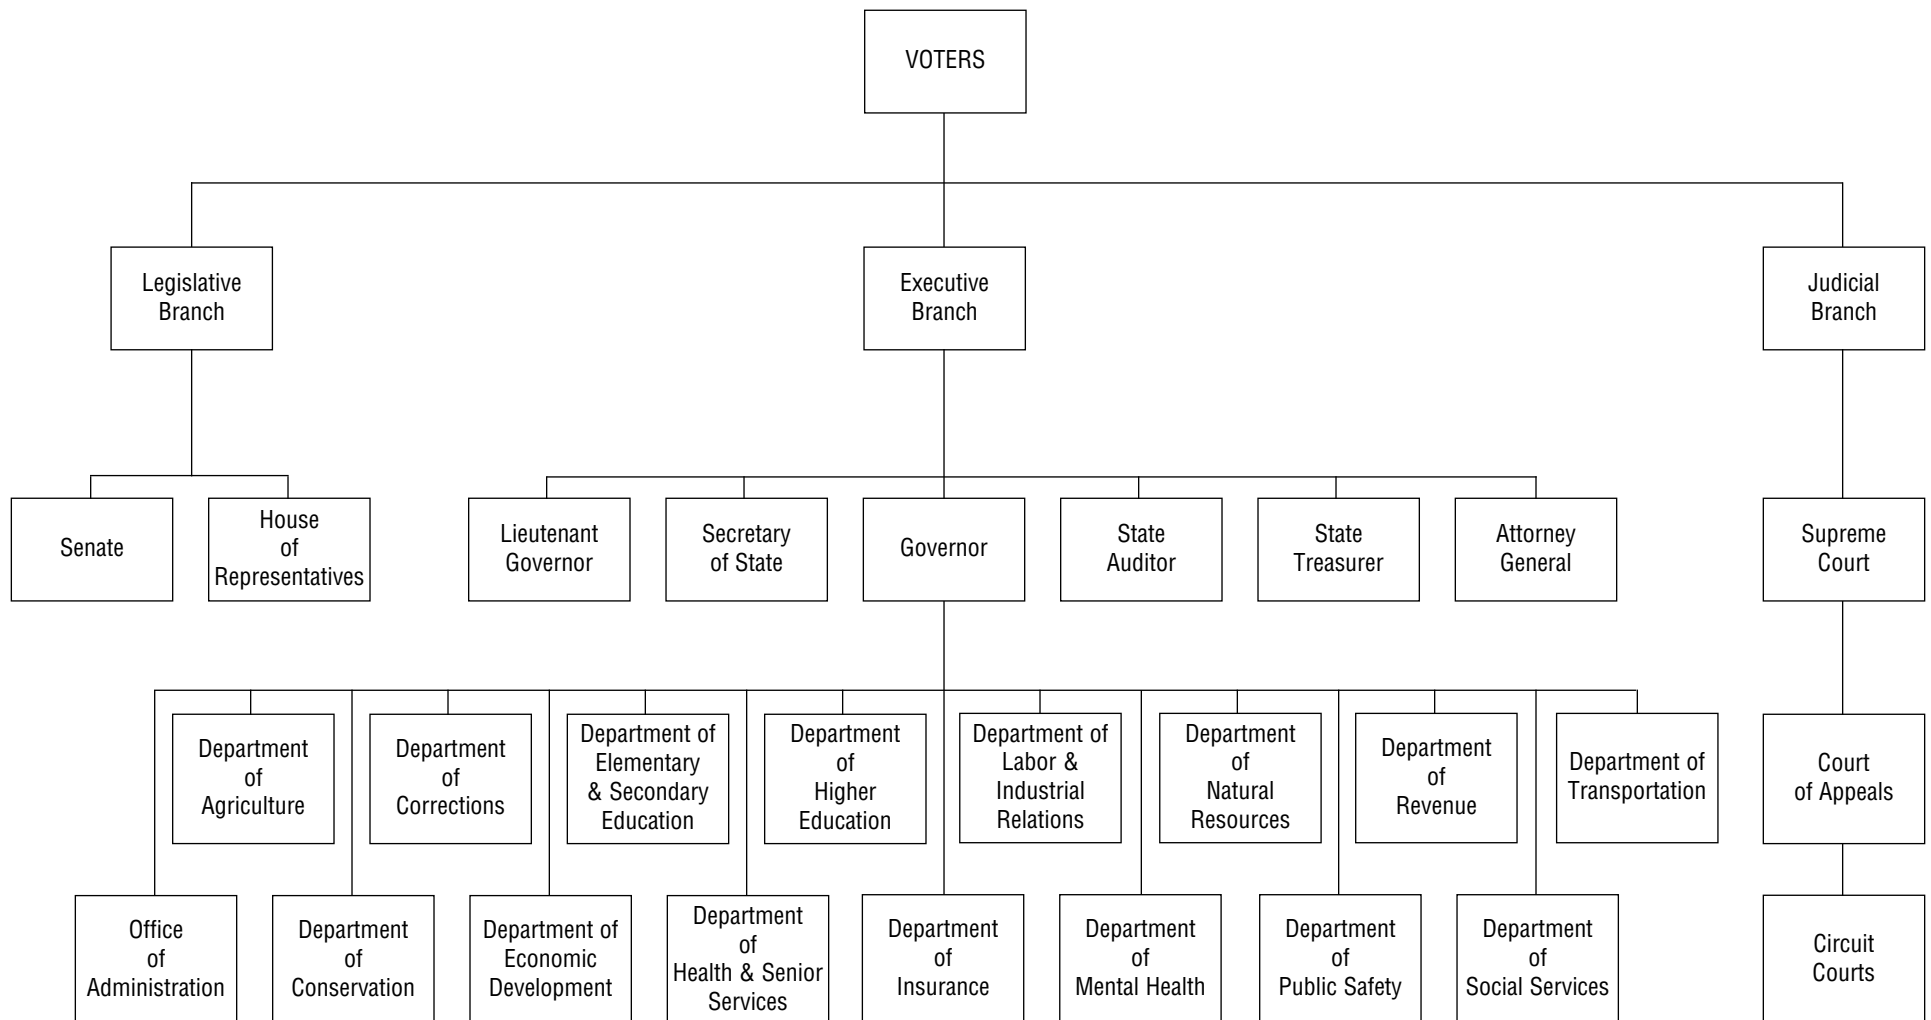 VOTERS
Legislative
Branch
Executive
Branch
Judicial
Branch
Senate
House
of
Representatives
Lieutenant
Governor
Secretary
of State
Governor
State
Auditor
State
Treasurer
Attorney
General
Supreme
Court
Department
of
Agriculture
Department
of
Corrections
Department of
Elementary
& Secondary
Education
Department
of
Higher
Education
Department of
Labor &
Industrial
Relations
Department
of
Natural
Resources
Department
of
Revenue
Department of
Transportation
Court
of Appeals
Office
of
Administration
Department
of
Conservation
Department of
Economic
Development
Department
of
Health & Senior
Services
Department
of
Insurance
Department
of
Mental Health
Department
of
Public Safety
Department
of
Social Services
Circuit
Courts